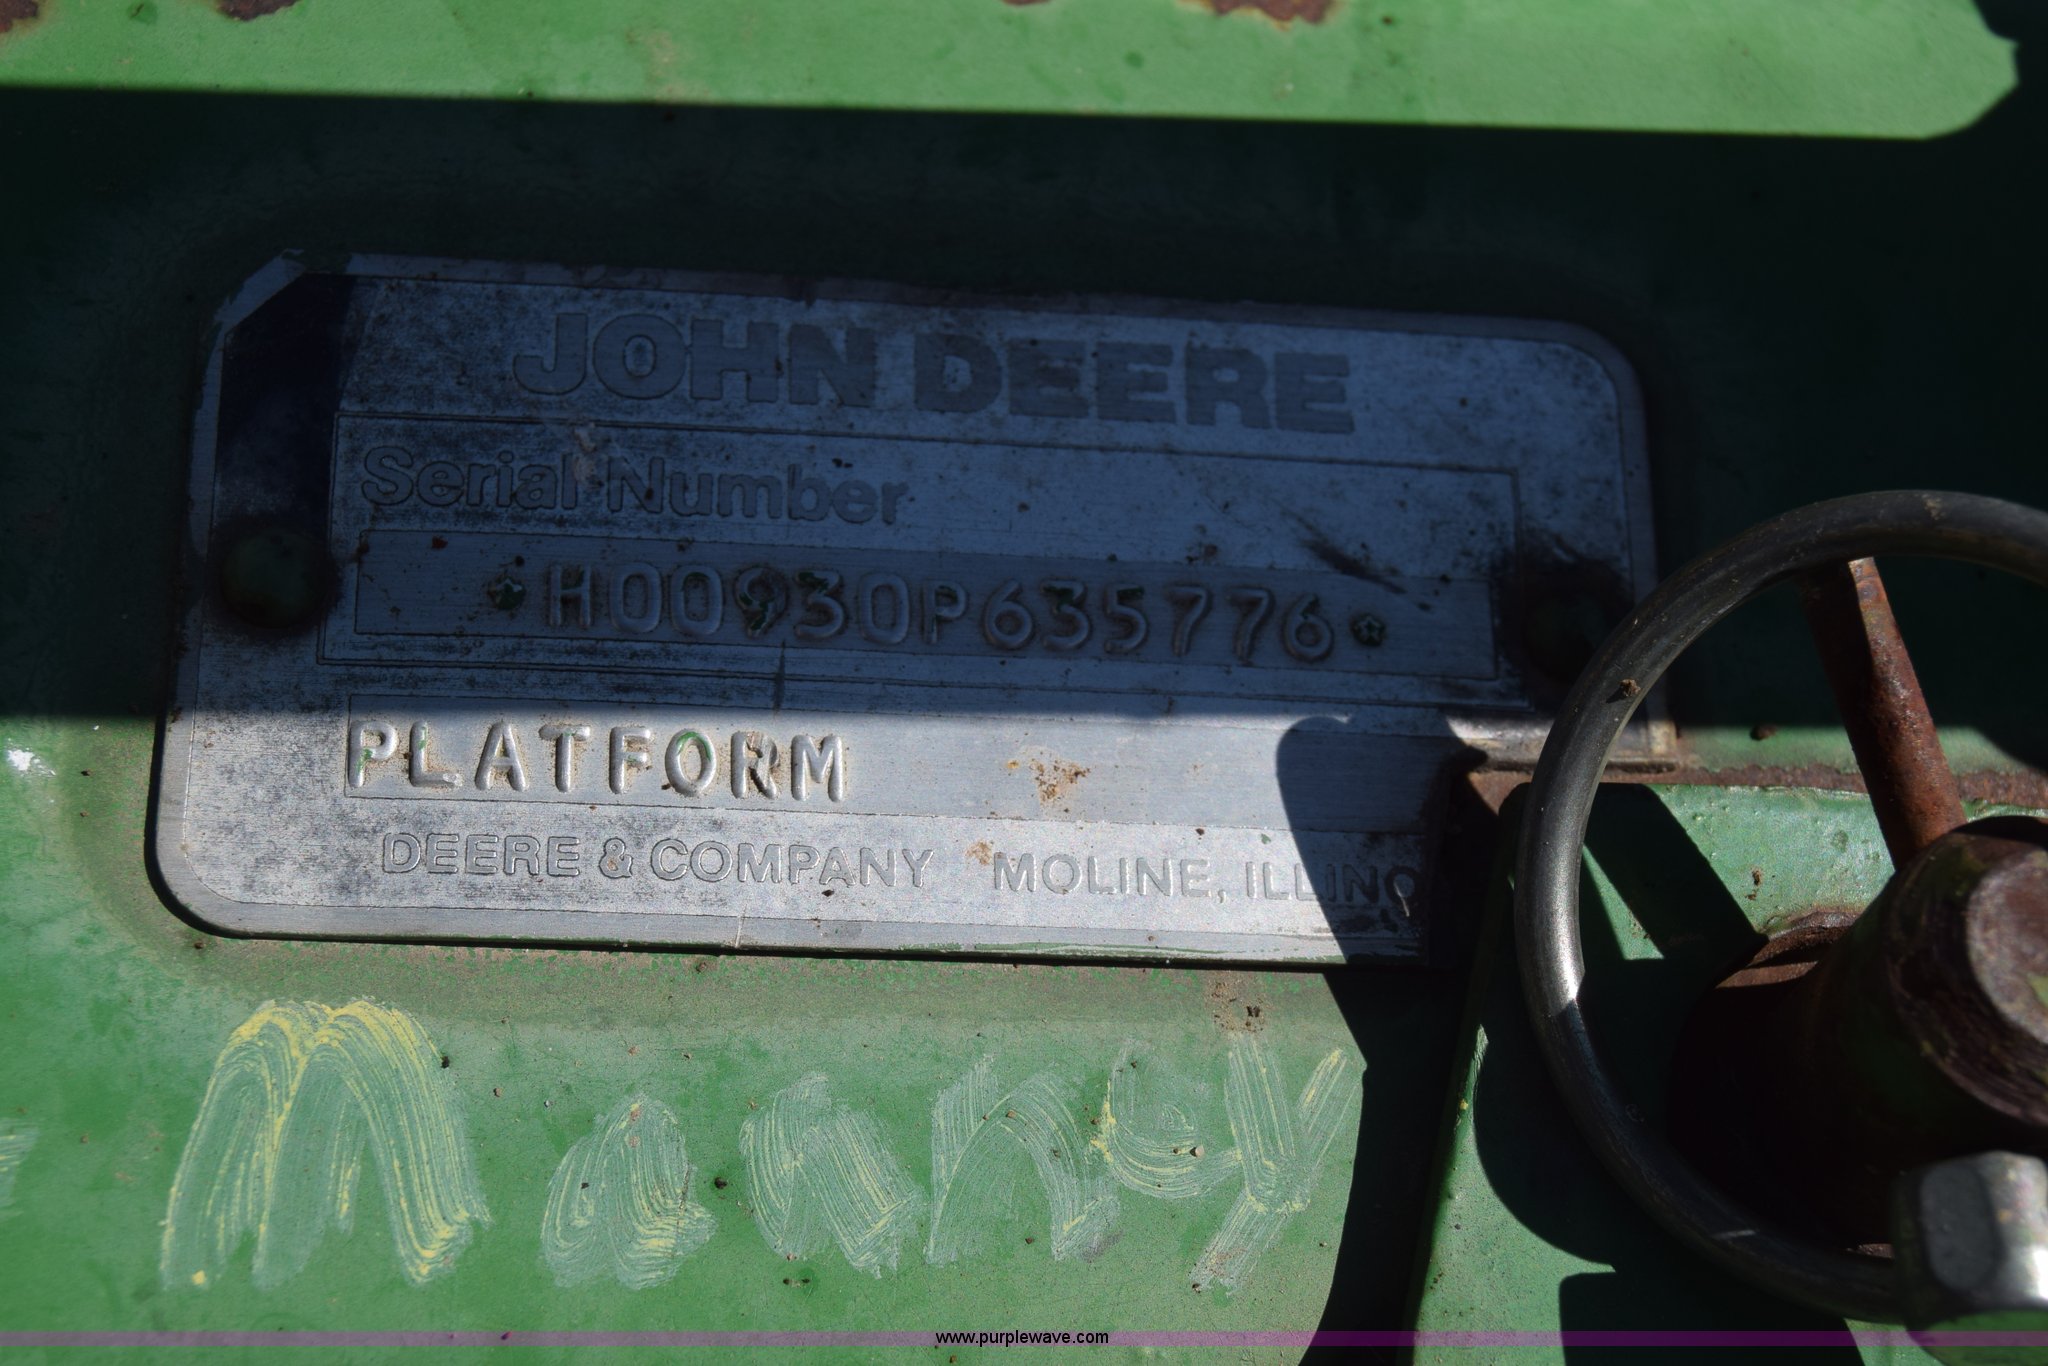 JOHN DEERE
Serial Number
*H00930P635776*
PLATFORM
DEERE & COMPANY MOLINE, ILLINO
Manney
www.purplewave.com